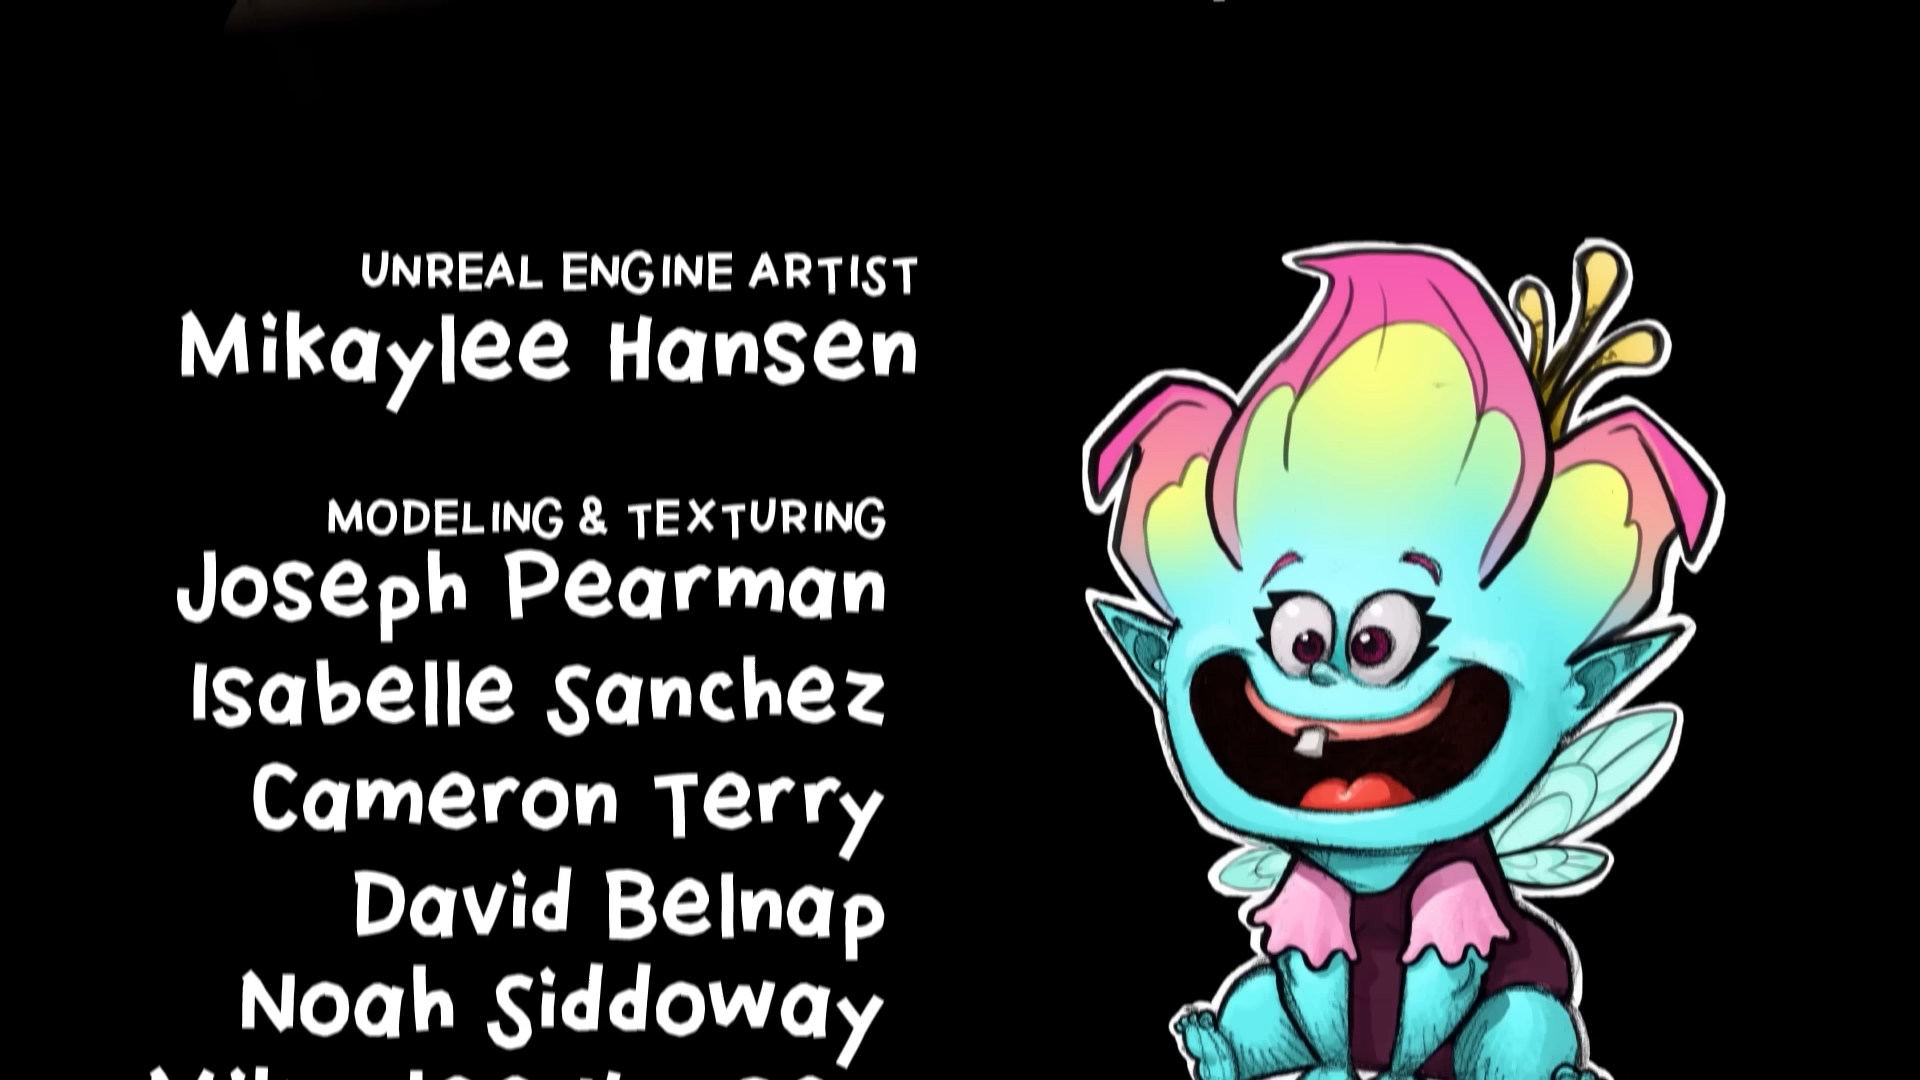 UNREAL ENGINE ARTIST
Mikaylee Hansen
MODELING & TEXTURING
Joseph Pearman
Isabelle Sanchez
Cameron Terry
David Belnap
Noah Siddoway